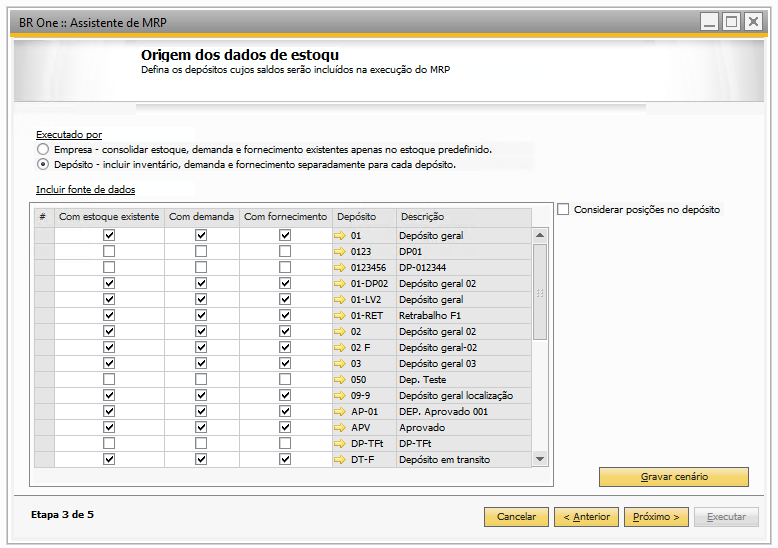 BR One :: Assistente de MRP
Origem dos dados de estoqu
Defina os depósitos cujos saldos serão incluídos na execução do MRP
Executado por
Empresa - consolidar estoque, demanda e fornecimento existentes apenas no estoque predefinido.
Depósito - incluir inventário, demanda e fornecimento separadamente para cada depósito.
Incluir fonte de dados
Considerar posições no depósito
# Com estoque existente Com demanda Com fornecimento Depósito Descrição
01 Depósito geral
0123 DP01
0123456 DP-012344
01-DP02 Depósito geral 02
01-LV2 Depósito geral
01-RET Retrabalho F1
02 Depósito geral 02
02 F Depósito geral-02
03 Depósito geral 03
050 Dep. Teste
09-9 Depósito geral localização
AP-01 DEP. Aprovado 001
APV Aprovado
DP-TFt DP-TFt
DT-F Depósito em transito
Gravar cenário
Etapa 3 de 5
Cancelar < Anterior Próximo > Executar